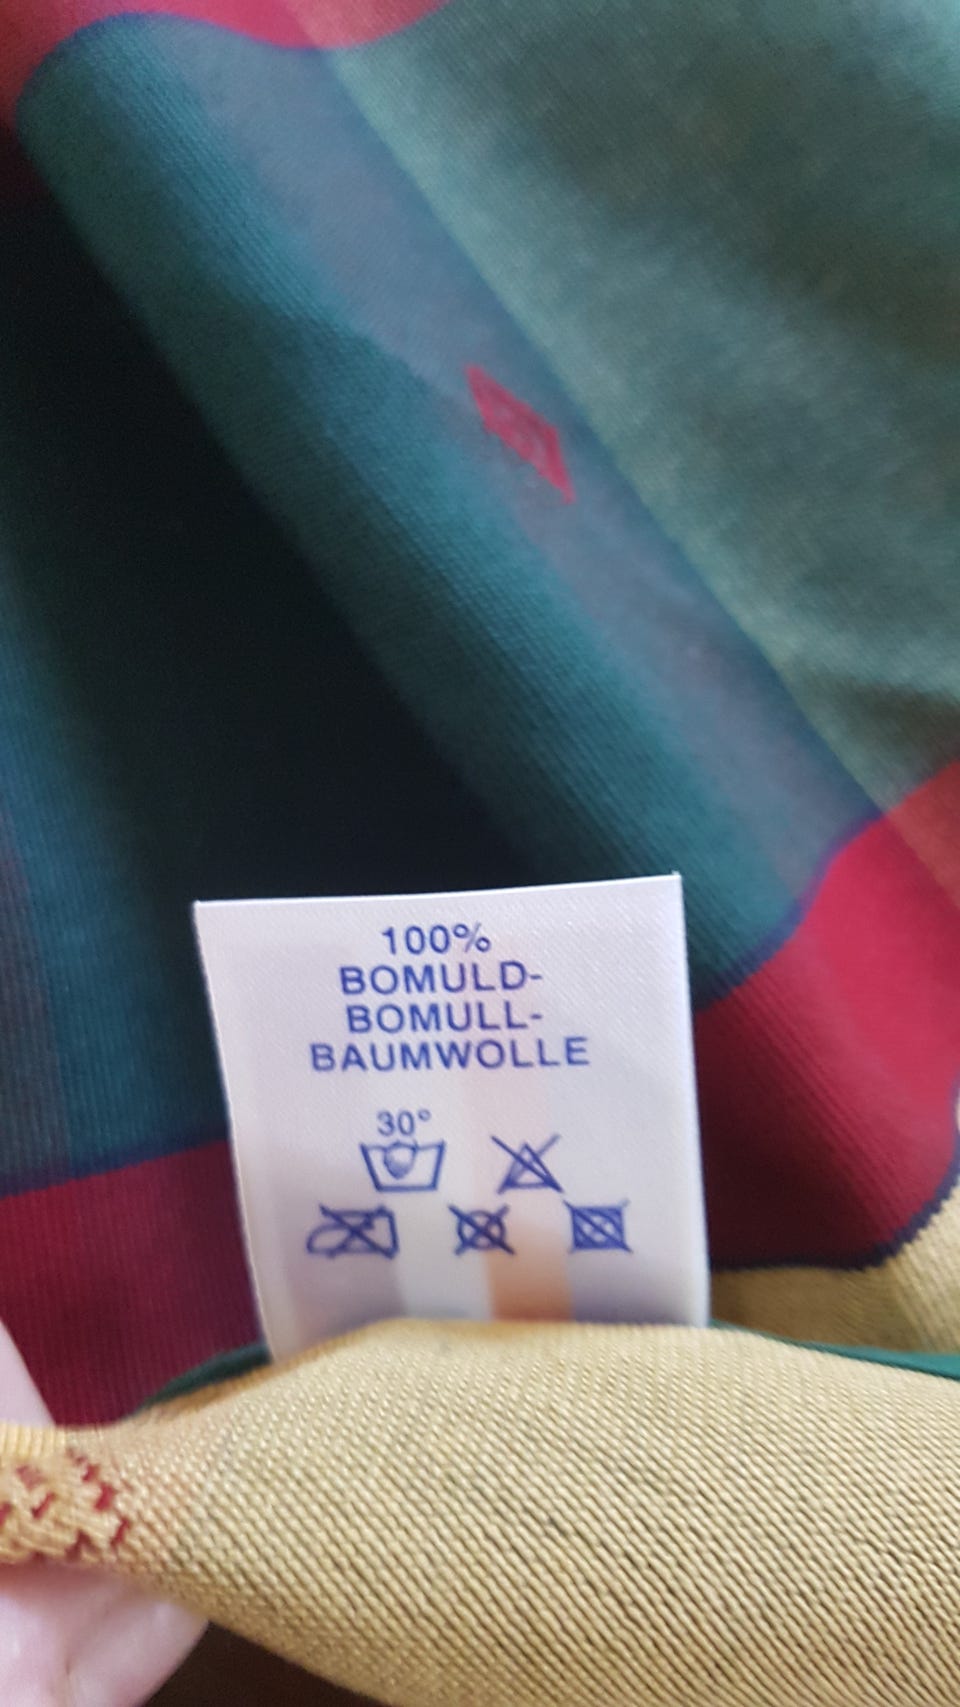 100%
BOMULD-
BOMULL-
BAUMWOLLE
30°